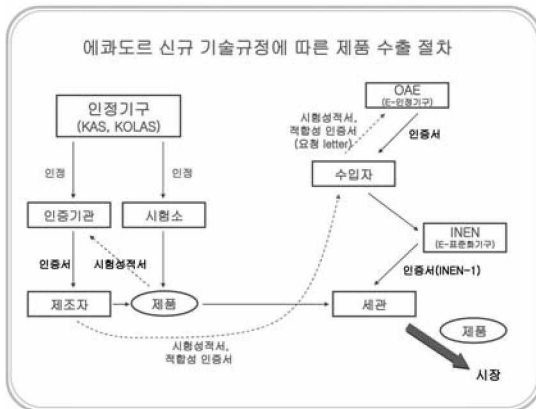 에콰도르 신규 기술규정에 따른 제품 수출 절차
인정기구
(KAS, KOLAS)
인정
인정
인증기관
시험소
인증서
시험성적서
제조자
제품
시험성적서,
적합성 인증서
OAE
(E-인정기구)
시험성적서,
적합성 인증서
(요청 letter)
인증서
수입자
INEN
(E-표준화기구)
인증서(INEN-1)
세관
제품
시장